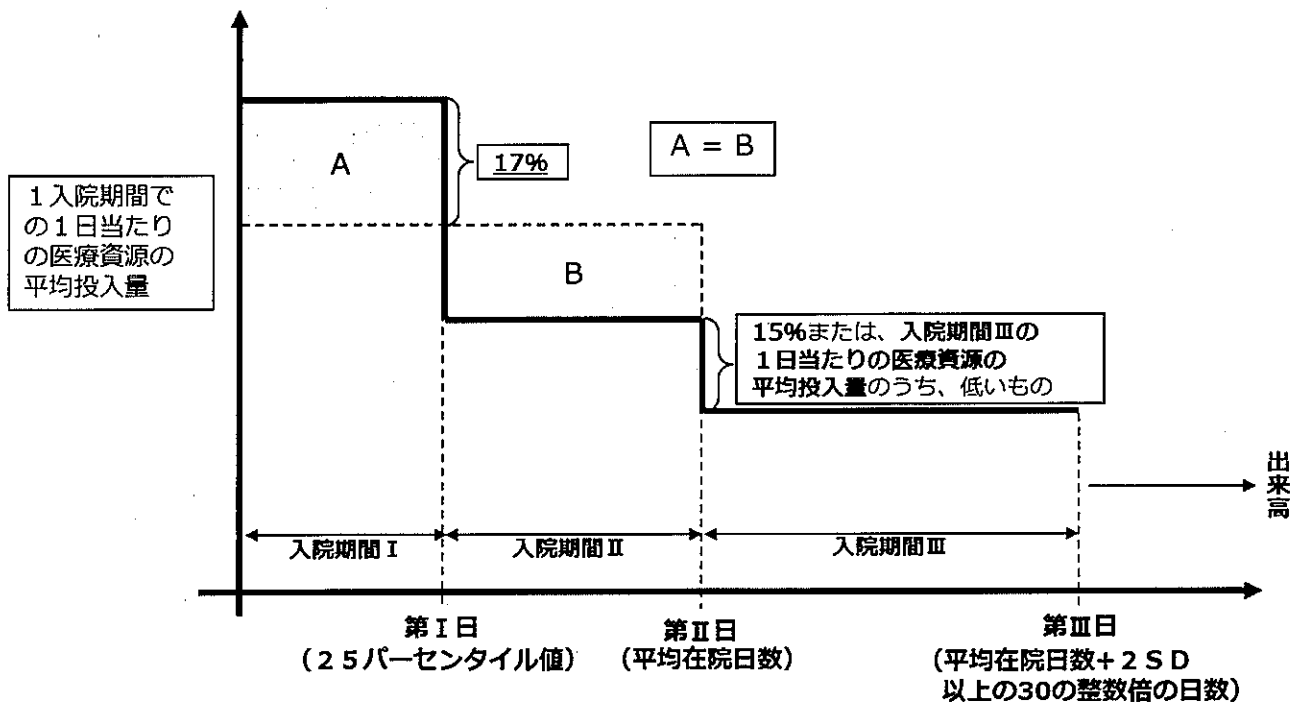 A
17%
A = B
1入院期間で
の1日当たり
の医療資源の
平均投入量
B
15%または、入院期間Ⅲの
1日当たりの医療資源の
平均投入量のうち、低いもの
出来高
入院期間Ⅰ
入院期間Ⅱ
入院期間Ⅲ
第Ⅰ日
(25パーセンタイル値)
第Ⅱ日
(平均在院日数)
第Ⅲ日
(平均在院日数+2SD
以上の30の整数倍の日数)